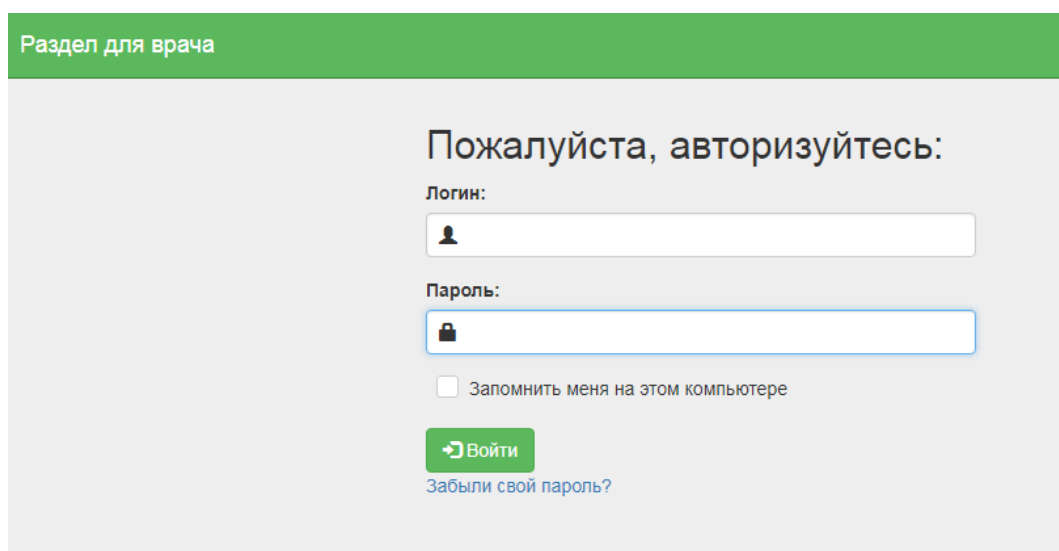 Раздел для врача
Пожалуйста, авторизуйтесь:
Логин:
Пароль:
Запомнить меня на этом компьютере
Войти
Забыли свой пароль?